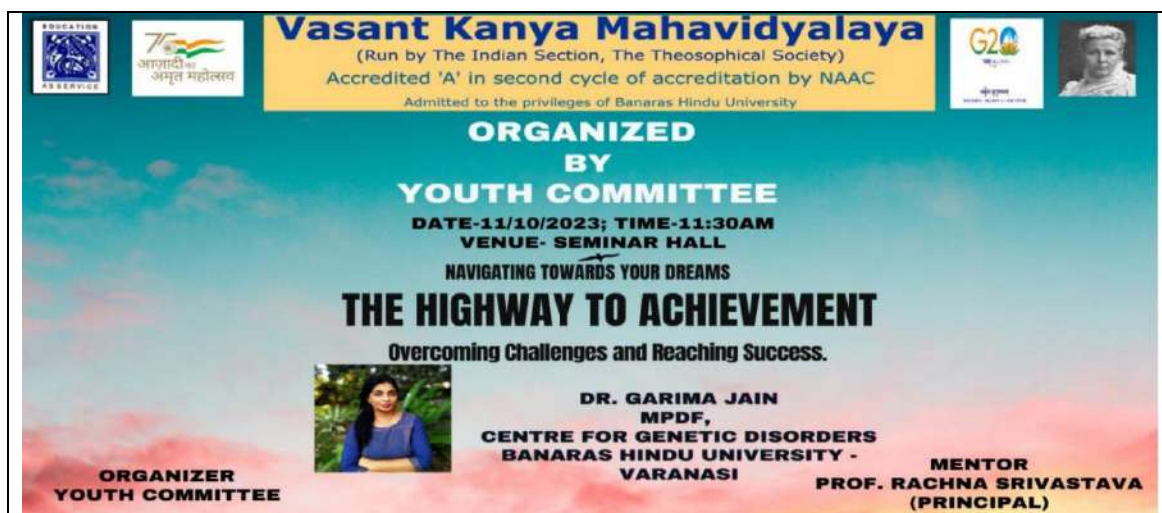 EDUCATION
AS SERVICE
75
आज़ादी का
अमृत महोत्सव
Vasant Kanya Mahavidyalaya
(Run by The Indian Section, The Theosophical Society)
Accredited 'A' in second cycle of accreditation by NAAC
Admitted to the privileges of Banaras Hindu University
G20
ORGANIZED
BY
YOUTH COMMITTEE
DATE-11/10/2023; TIME-11:30AM
VENUE- SEMINAR HALL
NAVIGATING TOWARDS YOUR DREAMS
THE HIGHWAY TO ACHIEVEMENT
Overcoming Challenges and Reaching Success.
DR. GARIMA JAIN
MPDF,
CENTRE FOR GENETIC DISORDERS
BANARAS HINDU UNIVERSITY -
VARANASI
ORGANIZER
YOUTH COMMITTEE
MENTOR
PROF. RACHNA SRIVASTAVA
(PRINCIPAL)